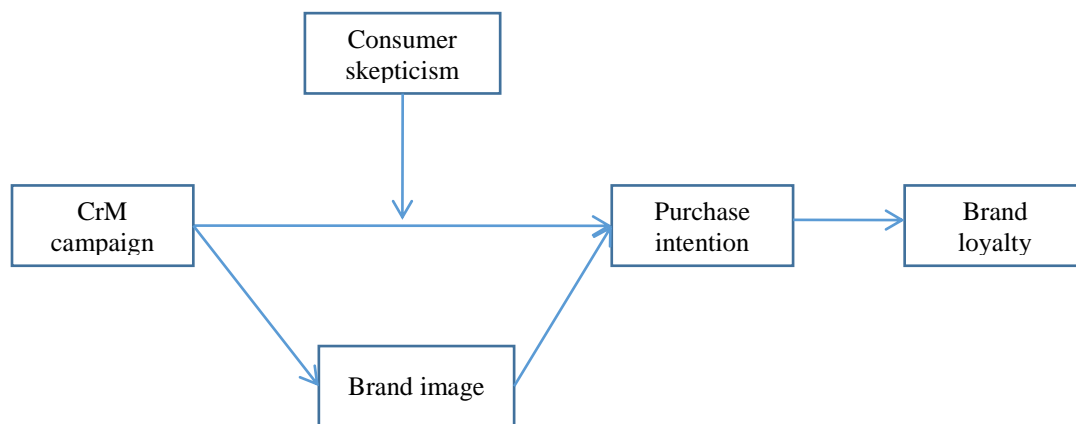 Consumer
skepticism
CrM
campaign
Purchase
intention
Brand
loyalty
Brand image